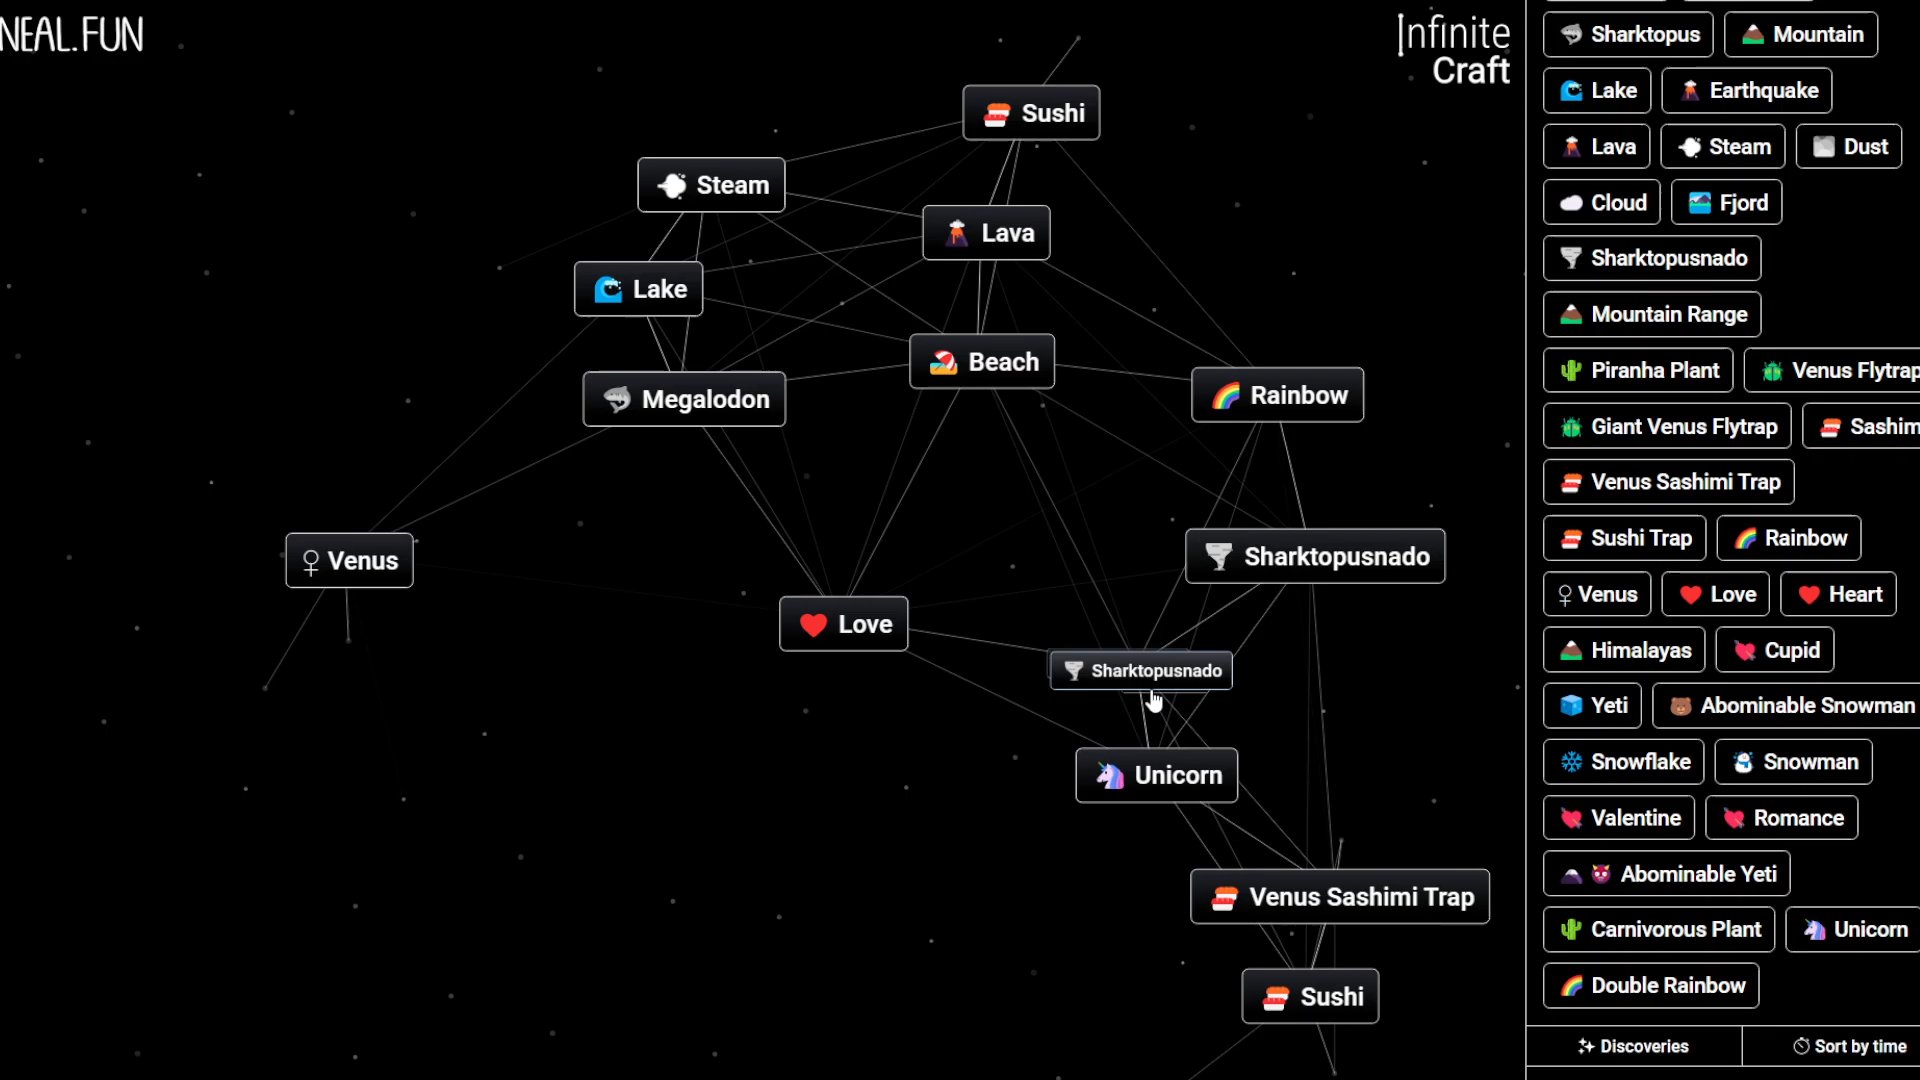 NEAL.FUN
Infinite
Craft
Sushi
Steam
Lava
Lake
Beach
Megalodon
Rainbow
Venus
Sharktopusnado
Love
Sharktopusnado
Unicorn
Venus Sashimi Trap
Sushi
Sharktopus Mountain
Lake Earthquake
Lava Steam Dust
Cloud Fjord
Sharktopusnado
Mountain Range
Piranha Plant Venus Flytrap
Giant Venus Flytrap Sashim
Venus Sashimi Trap
Sushi Trap Rainbow
Venus Love Heart
Himalayas Cupid
Yeti Abominable Snowman
Snowflake Snowman
Valentine Romance
Abominable Yeti
Carnivorous Plant Unicorn
Double Rainbow
Discoveries Sort by time